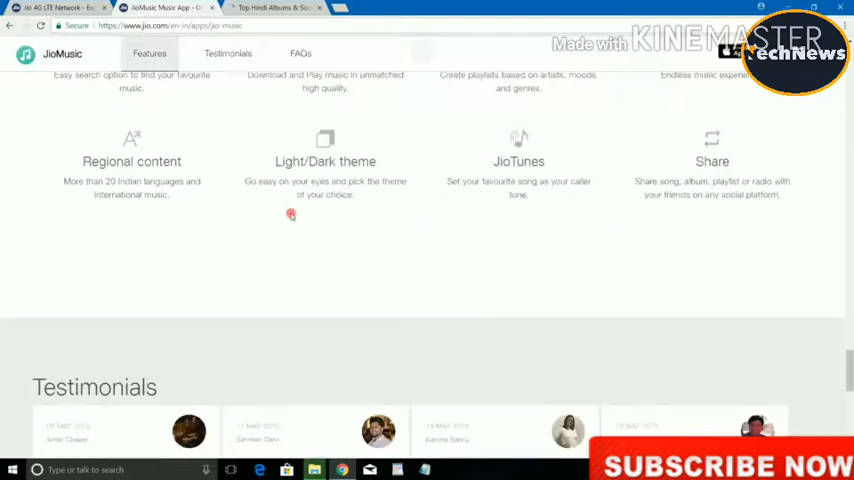 Jio 4G LTE Network - En
JioMusic Music App - U
Top Hindi Albums & So
Secure
https://www.jio.com/en-in/apps/jio-music
Made with KINEMASTER
TechNews
JioMusic
Features
Testimonials
FAQs
Easy search option to find your favourite
music.
Download and Play music in unmatched
high quality.
Create playlists based on artists, moods,
and genres.
Endless music experi
Regional content
More than 20 Indian languages and
international music.
Light/Dark theme
Go easy on your eyes and pick the theme
of your choice.
JioTunes
Set your favourite song as your caller
tune.
Share
Share song, album, playlist or radio with
your friends on any social platform.
Testimonials
Type or talk to search
SUBSCRIBE NOW